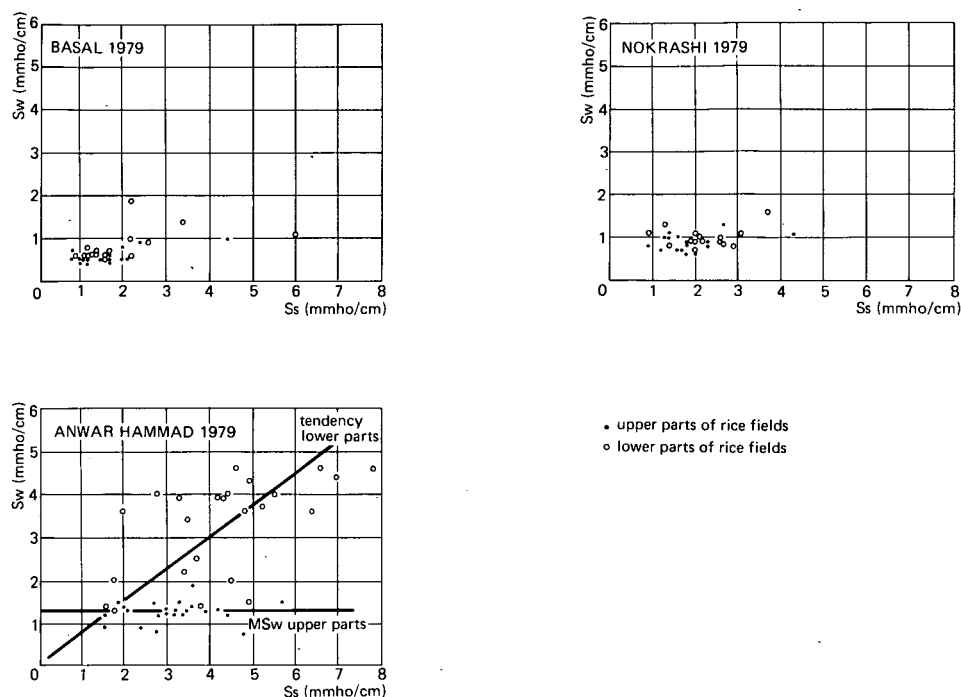 BASAL 1979
Sw (mmho/cm)
6
5
4
3
2
1
0 1 2 3 4 5 6 7 8
Ss (mmho/cm)
NOKRASHI 1979
Sw (mmho/cm)
6
5
4
3
2
1
0 1 2 3 4 5 6 7 8
Ss (mmho/cm)
ANWAR HAMMAD 1979
tendency
lower parts
Sw (mmho/cm)
6
5
4
3
2
1
MSw upper parts
0 1 2 3 4 5 6 7 8
Ss (mmho/cm)
• upper parts of rice fields
○ lower parts of rice fields